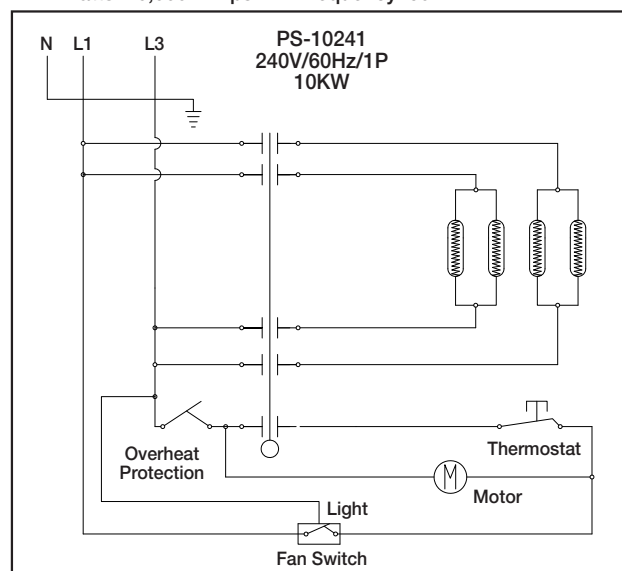 N L1 L3
PS-10241
240V/60Hz/1P
10KW
Overheat
Protection
Thermostat
M
Motor
Light
Fan Switch